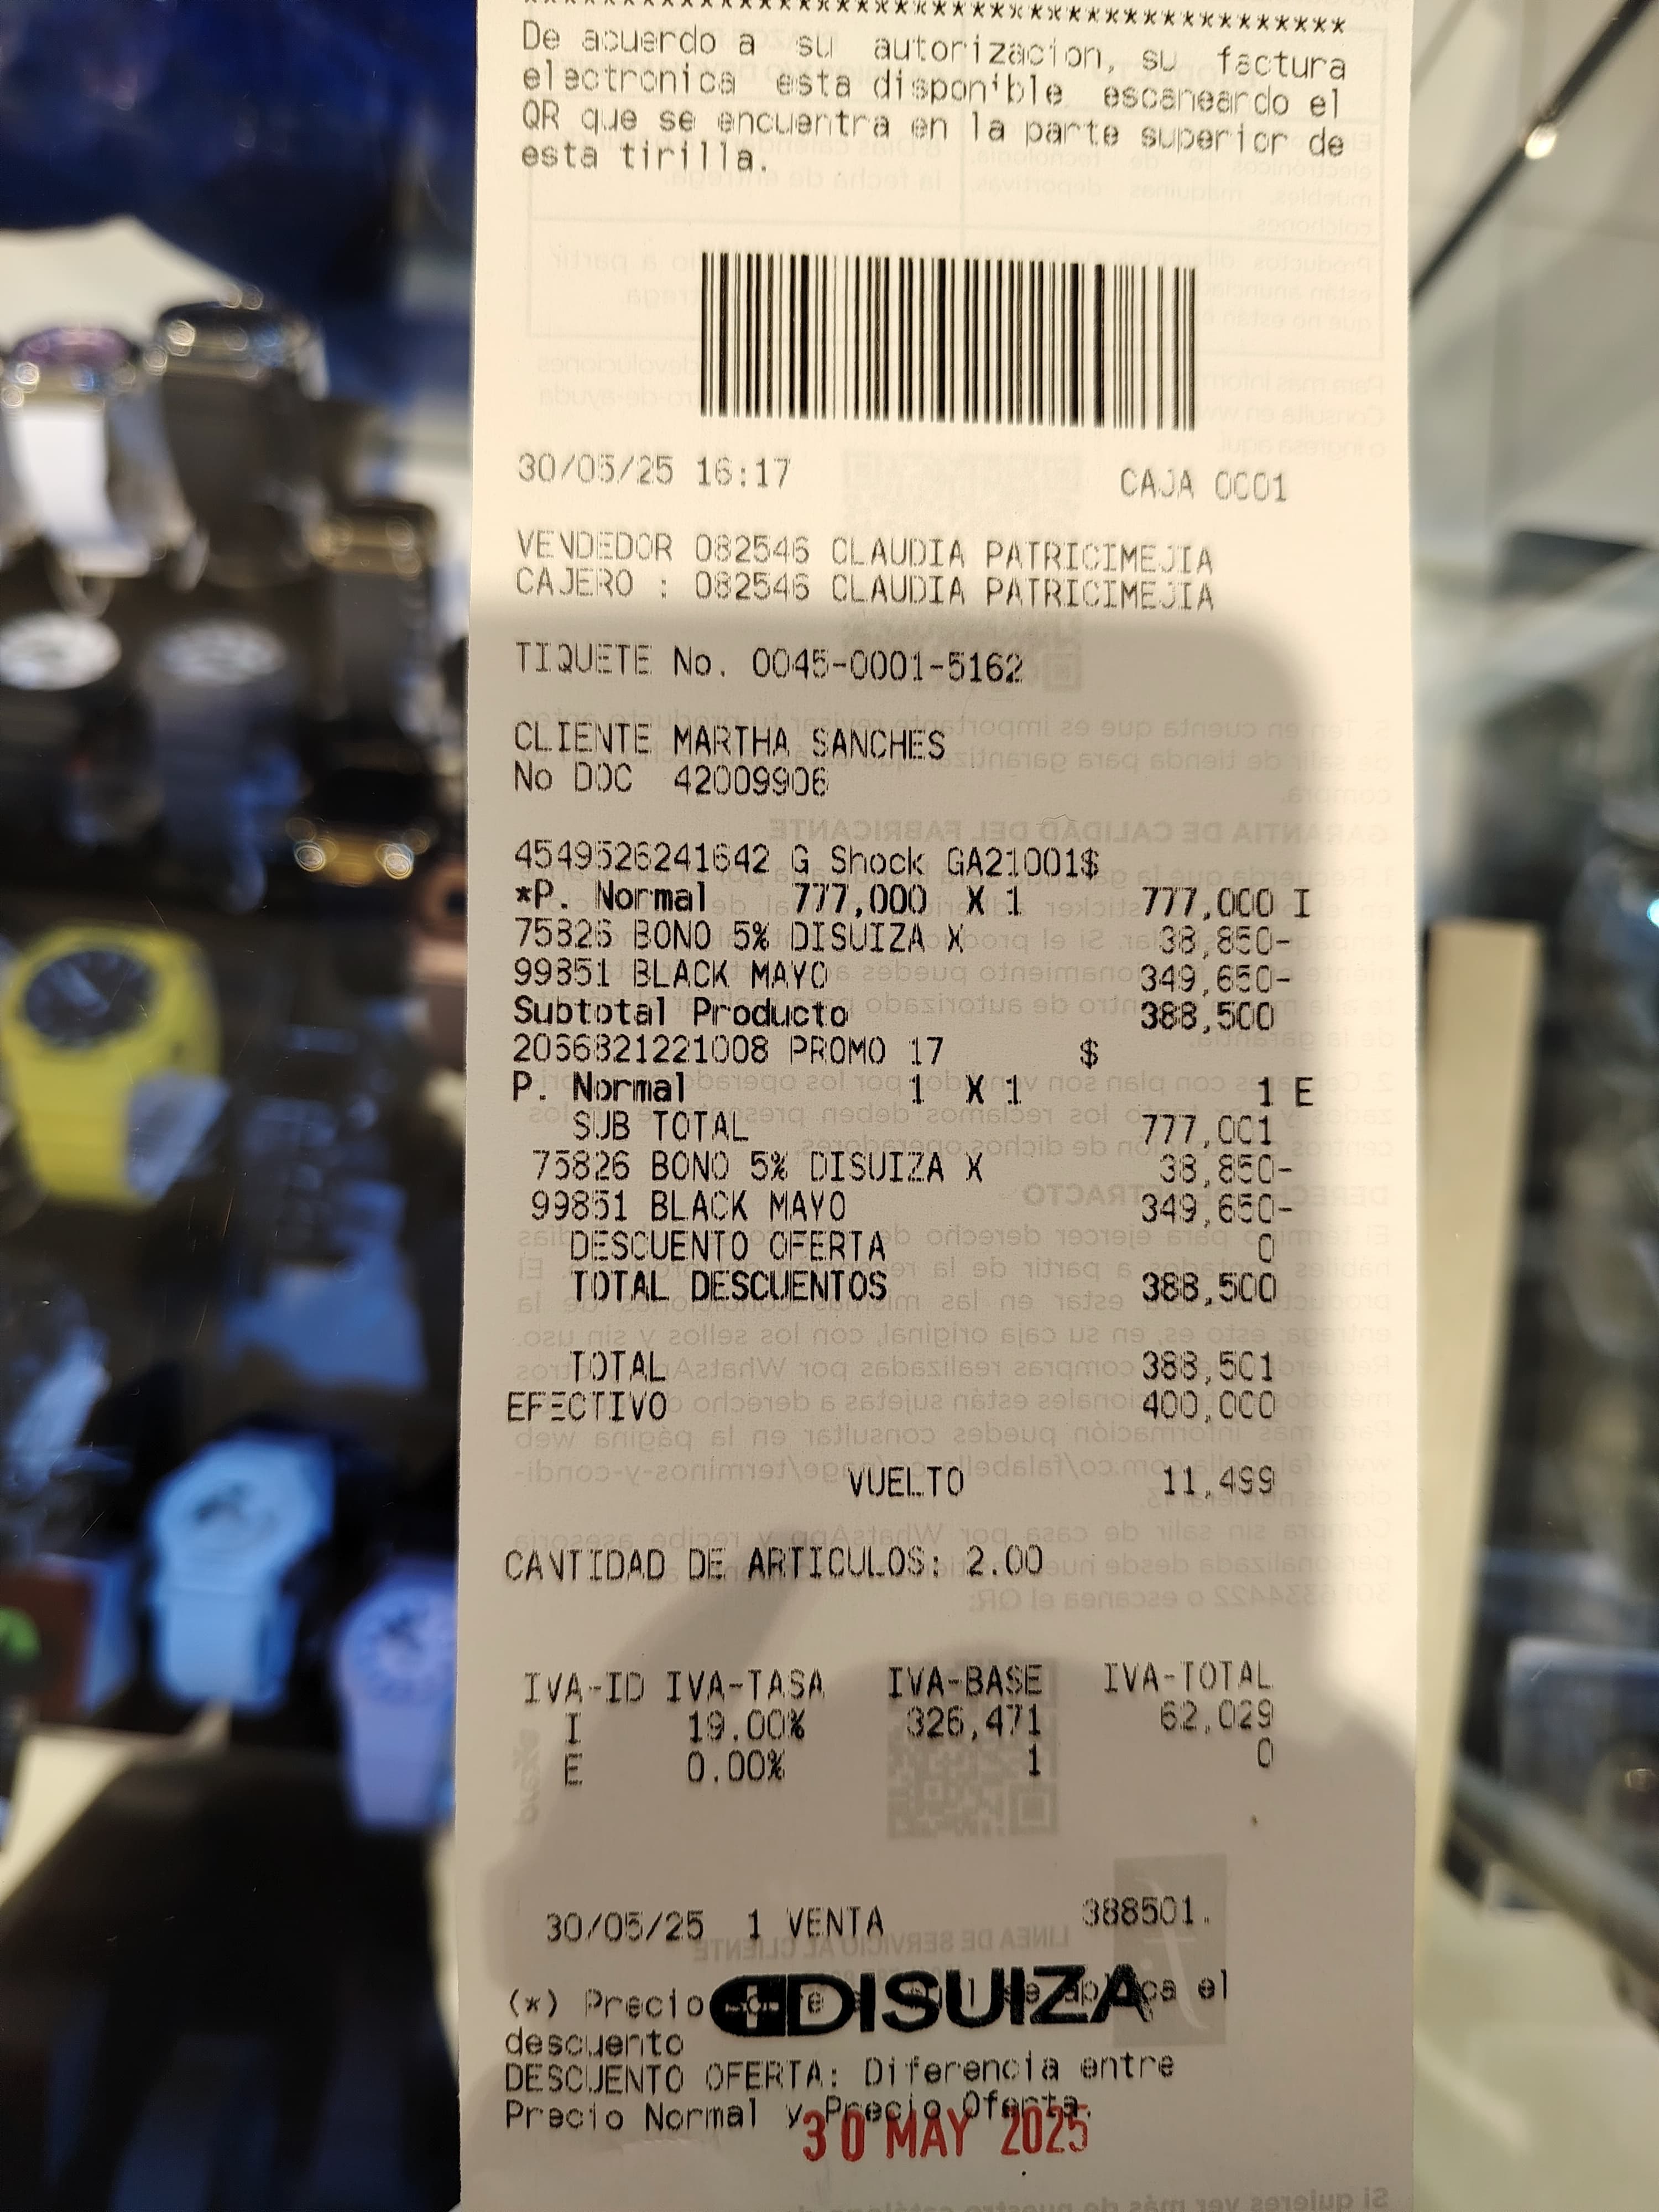 ******************************************
De acuerdo a su autorizacion, su factura
electronica esta disponible escaneardo el
QR que se encuentra en la parte superior de
esta tirilla.
30/05/25 16:17 CAJA 0001
VENDEDOR 082546 CLAUDIA PATRICIMEJIA
CAJERO : 082546 CLAUDIA PATRICIMEJIA
TIQUETE No. 0045-0001-5162
CLIENTE MARTHA SANCHES
No DOC 42009906
4549526241642 G Shock GA21001$
*P. Normal 777,000 X 1 777,000 I
75826 BONO 5% DISUIZA X 38,850-
99851 BLACK MAYO 349,650-
Subtotal Producto 388,500
2056821221008 PROMO 17 $
P. Normal 1 X 1 1 E
SUB TOTAL 777,001
75826 BONO 5% DISUIZA X 38,850-
99851 BLACK MAYO 349,650-
DESCUENTO OFERTA 0
TOTAL DESCUENTOS 388,500
TOTAL 388,501
EFECTIVO 400,000
VUELTO 11,499
CANTIDAD DE ARTICULOS: 2.00
IVA-ID IVA-TASA IVA-BASE IVA-TOTAL
I 19.00% 326,471 62,029
E 0.00% 1 0
30/05/25 1 VENTA 388501.
(*) Precio se aplica el
DISUIZA
descuento
DESCUENTO OFERTA: Diferencia entre
Precio Normal y Precio Oferta.
30 MAY 2025